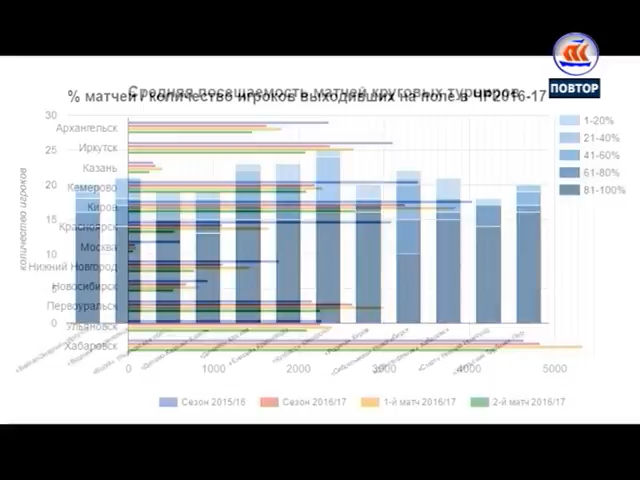 ПОВТОР
Средняя посещаемость матчей круговых турниров
% матчей / количество игроков выходивших на поле в ЧР2016-17
30
25
20
15
10
5
0
количество игроков
Архангельск
Иркутск
Казань
Кемерово
Киров
Красноярск
Москва
Нижний Новгород
Новосибирск
Первоуральск
Ульяновск
Хабаровск
1-20%
21-40%
41-60%
61-80%
81-100%
0 1000 2000 3000 4000 5000
Сезон 2015/16 Сезон 2016/17 1-й матч 2016/17 2-й матч 2016/17